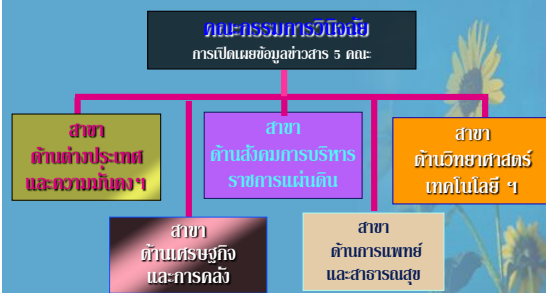 คณะกรรมการวินิจฉัย
การเปิดเผยข้อมูลข่าวสาร 5 คณะ
สาขา
ด้านต่างประเทศ
และความมั่นคงฯ
สาขา
ด้านสังคมการบริหาร
ราชการแผ่นดิน
สาขา
ด้านวิทยาศาสตร์
เทคโนโลยี ฯ
สาขา
ด้านเศรษฐกิจ
และการคลัง
สาขา
ด้านการแพทย์
และสาธารณสุข